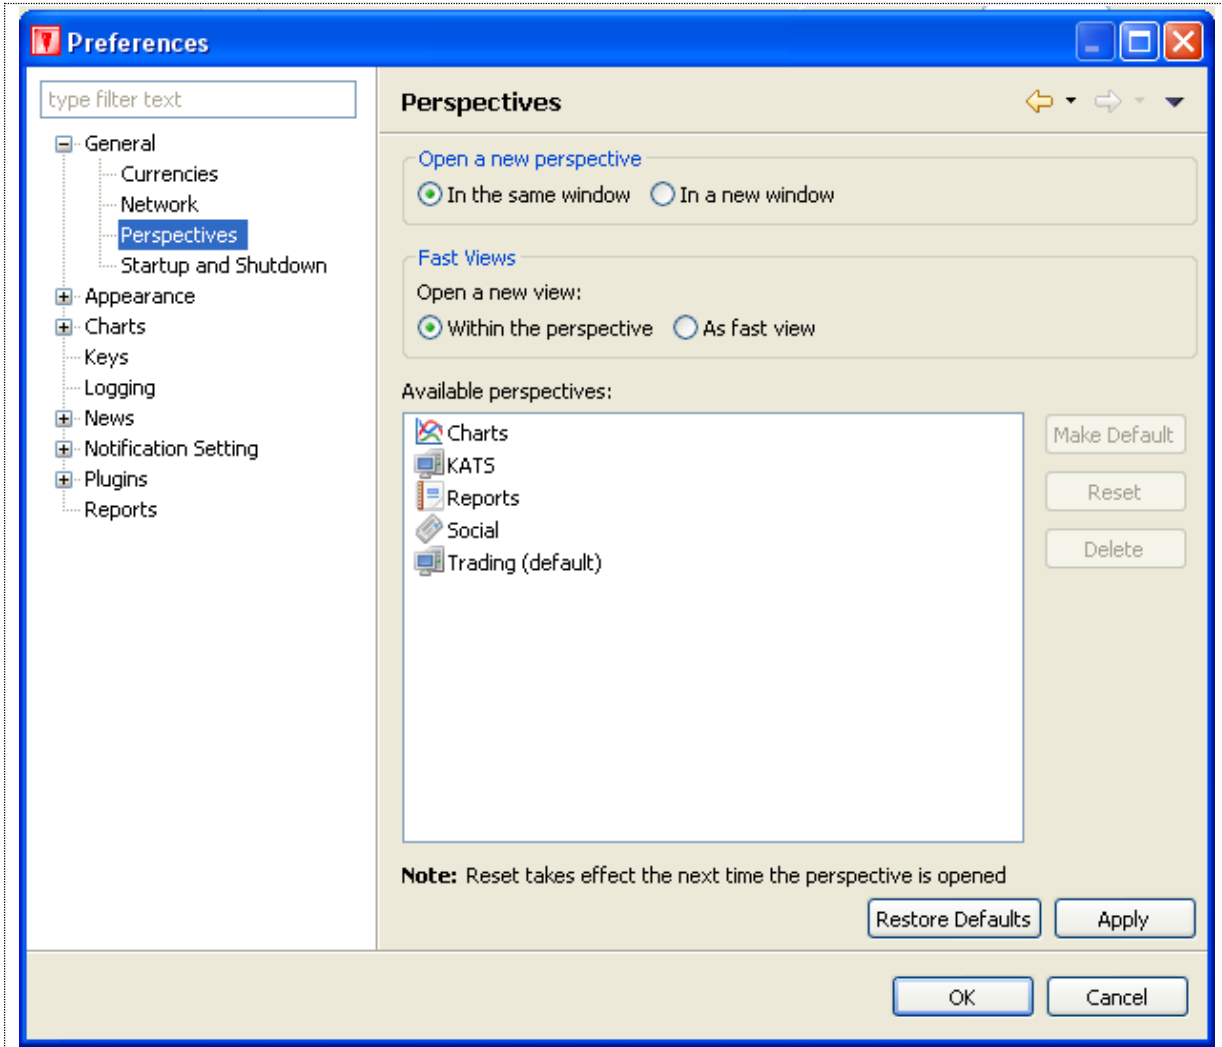 Preferences
type filter text
General
Currencies
Network
Perspectives
Startup and Shutdown
Appearance
Charts
Keys
Logging
News
Notification Setting
Plugins
Reports
Perspectives
Open a new perspective
In the same window In a new window
Fast Views
Open a new view:
Within the perspective As fast view
Available perspectives:
Charts
KATS
Reports
Social
Trading (default)
Make Default
Reset
Delete
Note: Reset takes effect the next time the perspective is opened
Restore Defaults Apply
OK Cancel